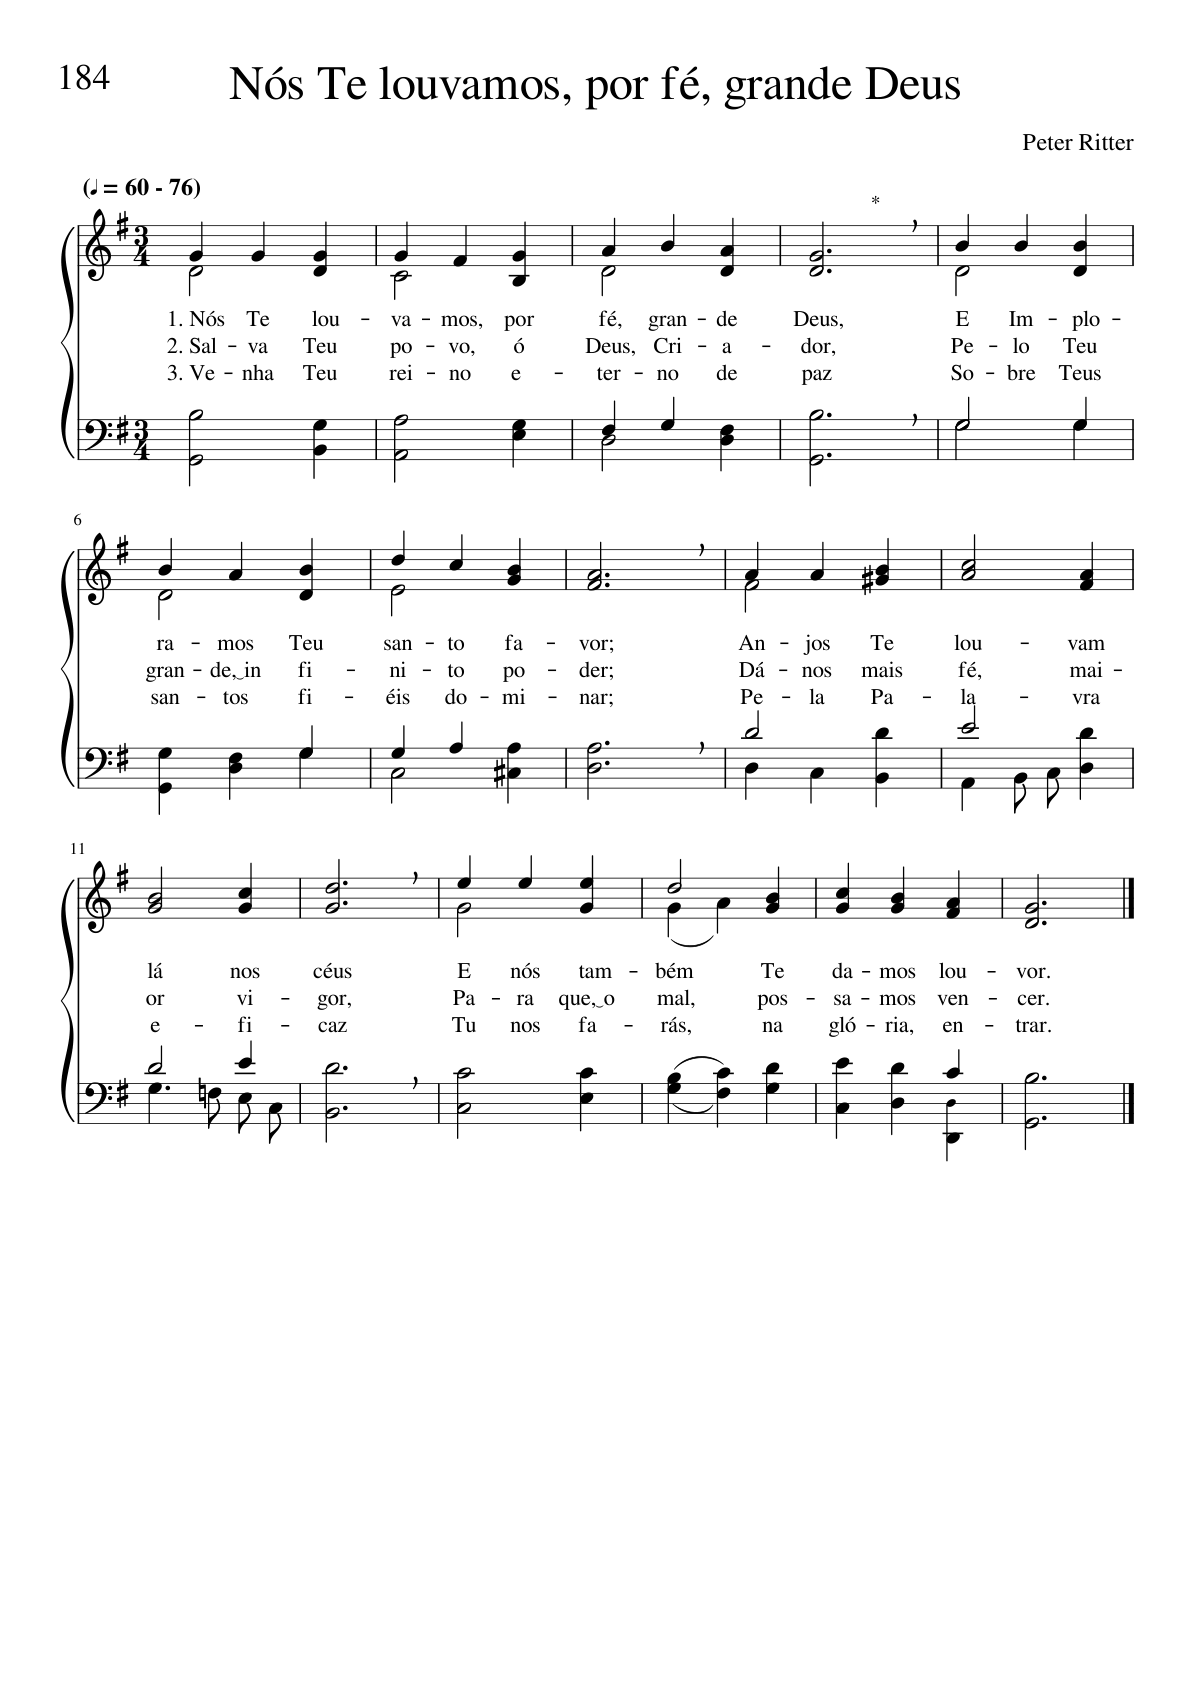 184
Nós Te louvamos, por fé, grande Deus
Peter Ritter
(♩ = 60 - 76)
*
3 4
1. Nós Te lou - va - mos, por fé, gran - de Deus, E Im - plo -
2. Sal - va Teu po - vo, ó Deus, Cri - a - dor, Pe - lo Teu
3. Ve - nha Teu rei - no e - ter - no de paz So - bre Teus
3 4
6
ra - mos Teu san - to fa - vor; An - jos Te lou - vam
gran - de,‿in fi - ni - to po - der; Dá - nos mais fé, mai -
san - tos fi - éis do - mi - nar; Pe - la Pa - la - vra
11
lá nos céus E nós tam - bém Te da - mos lou - vor.
or vi - gor, Pa - ra que,‿o mal, pos - sa - mos ven - cer.
e - fi - caz Tu nos fa - rás, na gló - ria, en - trar.